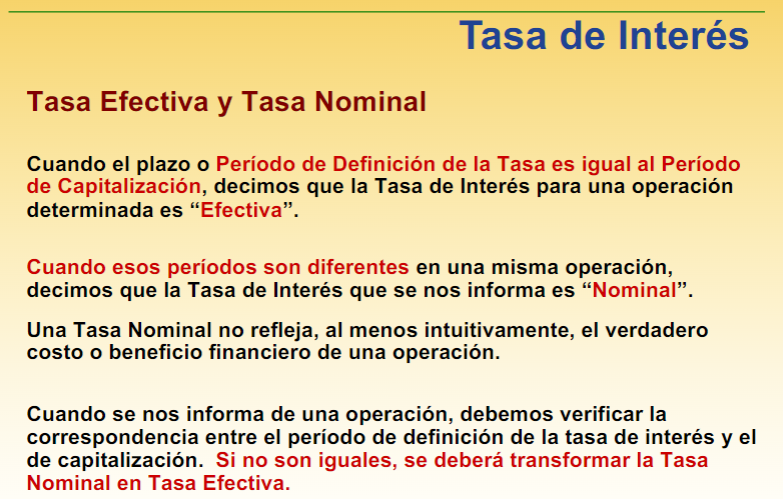 Tasa de Interés
Tasa Efectiva y Tasa Nominal
Cuando el plazo o Período de Definición de la Tasa es igual al Período
de Capitalización, decimos que la Tasa de Interés para una operación
determinada es “Efectiva”.
Cuando esos períodos son diferentes en una misma operación,
decimos que la Tasa de Interés que se nos informa es “Nominal”.
Una Tasa Nominal no refleja, al menos intuitivamente, el verdadero
costo o beneficio financiero de una operación.
Cuando se nos informa de una operación, debemos verificar la
correspondencia entre el período de definición de la tasa de interés y el
de capitalización.  Si no son iguales, se deberá transformar la Tasa
Nominal en Tasa Efectiva.